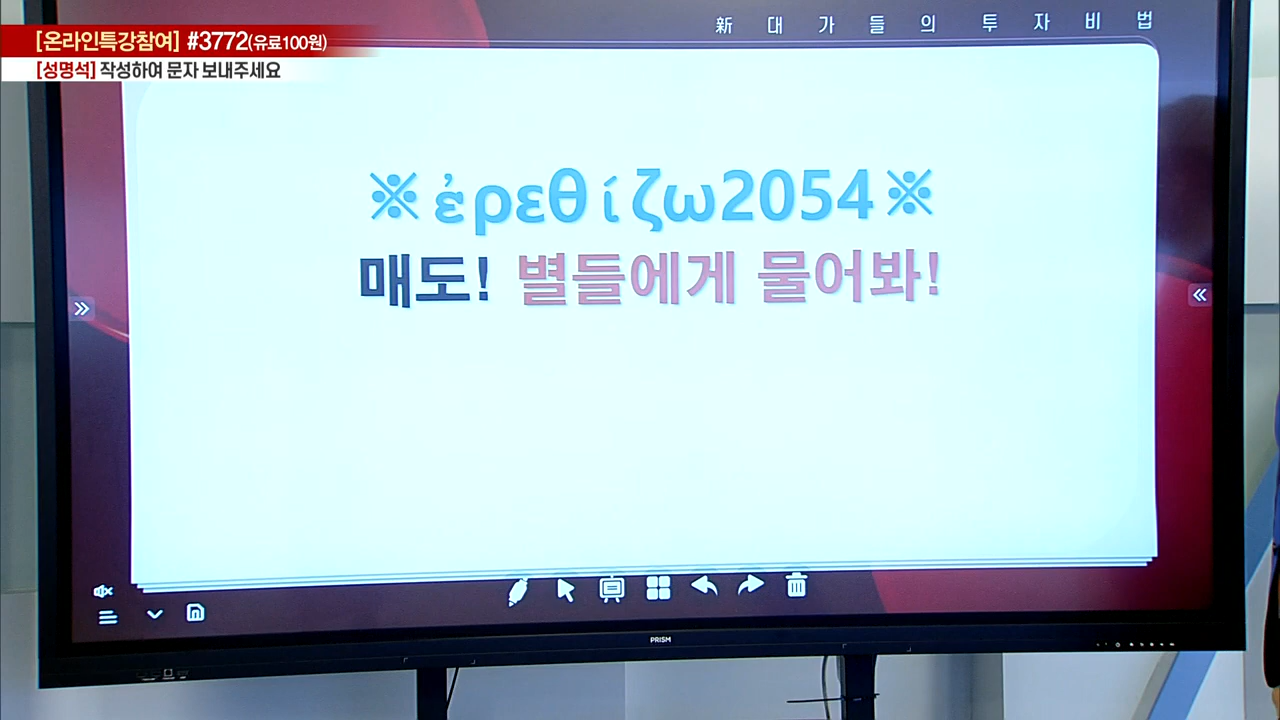 [온라인특강참여] #3772(유료100원)
[성명석] 작성하여 문자 보내주세요
新 대 가 들 의 투 자 비 법
※ἐρεθίζω2054※
매도! 별들에게 물어봐!
PRISM